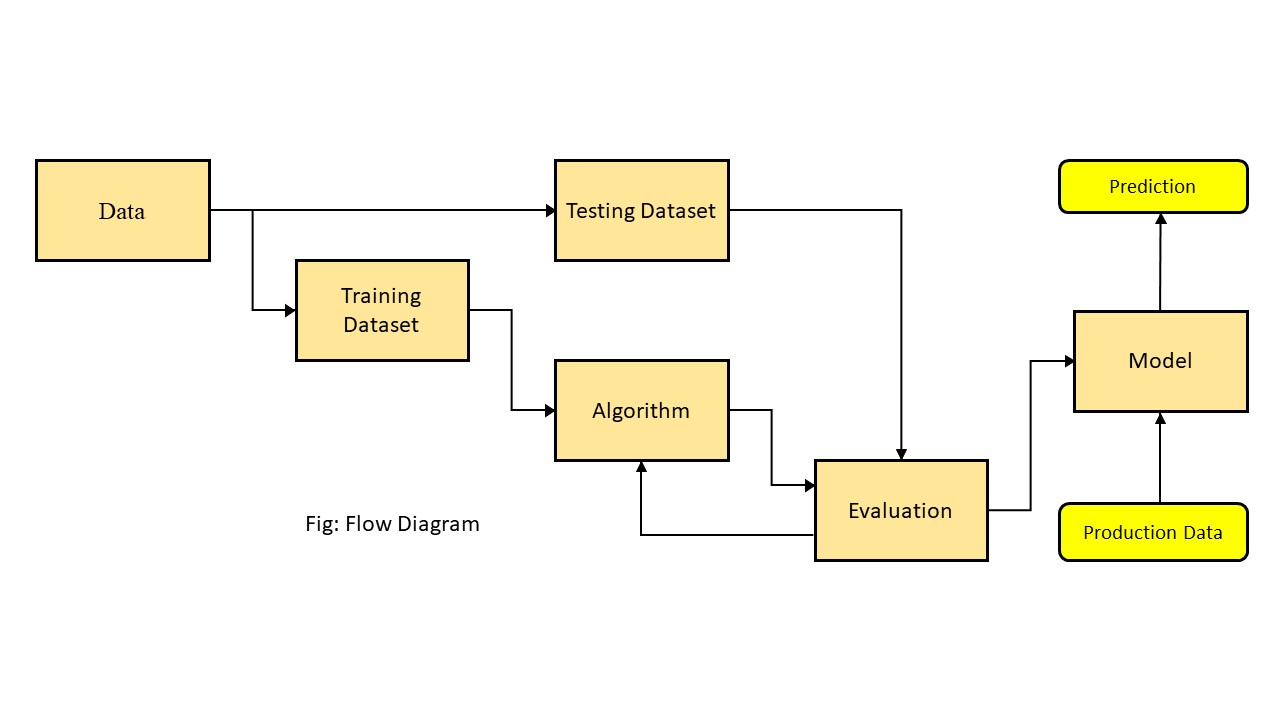 Data
Testing Dataset
Prediction
Training
Dataset
Algorithm
Model
Evaluation
Production Data
Fig: Flow Diagram